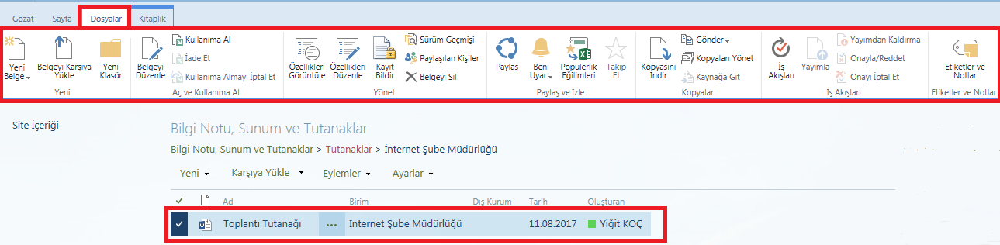 Gözat Sayfa Dosyalar Kitaplık
Yeni Belge
Belgeyi Karşıya Yükle
Yeni Klasör
Yeni
Belgeyi Düzenle
Kullanıma Al
İade Et
Kullanıma Almayı İptal Et
Aç ve Kullanıma Al
Özellikleri Görüntüle
Özellikleri Düzenle
Kayıt Bildir
Sürüm Geçmişi
Paylaşılan Kişiler
Belgeyi Sil
Yönet
Paylaş
Beni Uyar
Popülerlik Eğilimleri
Takip Et
Paylaş ve İzle
Kopyasını İndir
Gönder
Kopyaları Yönet
Kaynağa Git
Kopyalar
İş Akışları
Yayımla
Yayımdan Kaldırma
Onayla/Reddet
Onayı İptal Et
İş Akışları
Etiketler ve Notlar
Etiketler ve Notlar
Site İçeriği
Bilgi Notu, Sunum ve Tutanaklar
Bilgi Notu, Sunum ve Tutanaklar > Tutanaklar > İnternet Şube Müdürlüğü
Yeni Karşıya Yükle Eylemler Ayarlar
Ad Birim Dış Kurum Tarih Oluşturan
Toplantı Tutanağı ... İnternet Şube Müdürlüğü 11.08.2017 Yiğit KOÇ